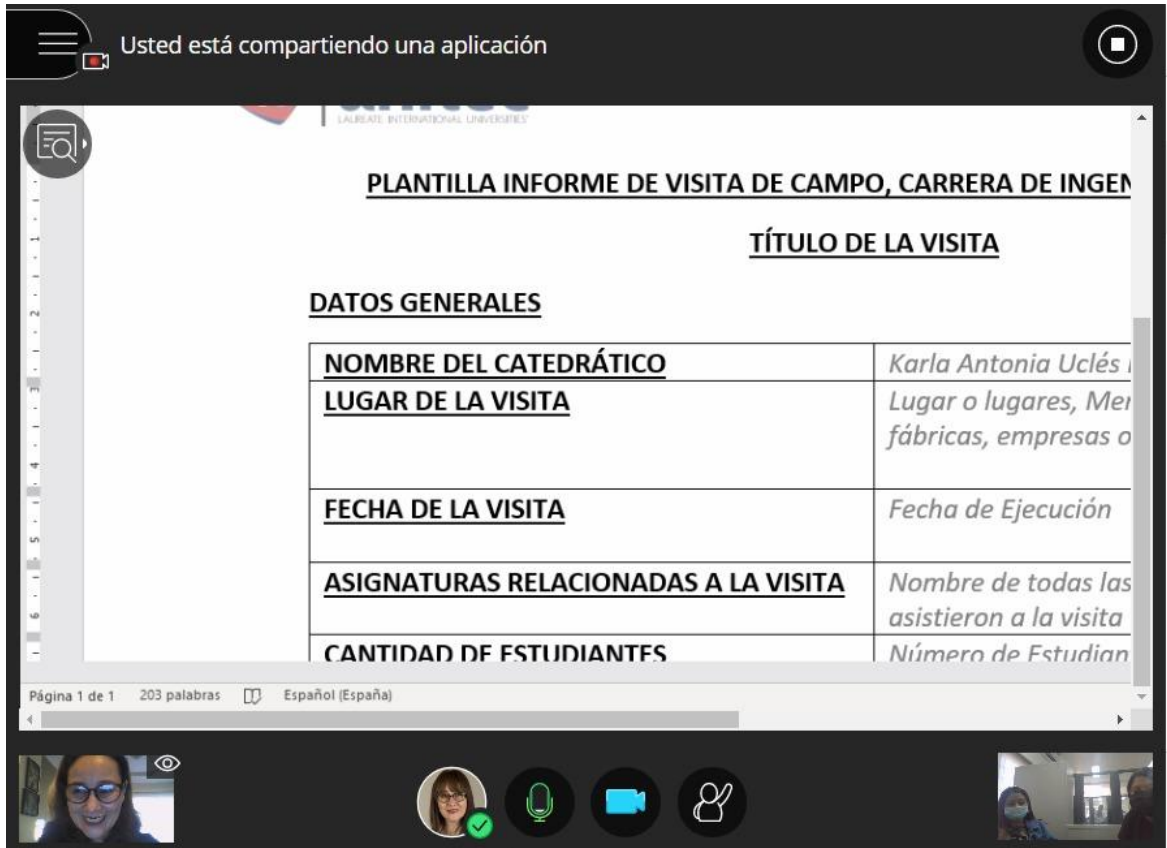 Usted está compartiendo una aplicación
LAUREATE INTERNATIONAL UNIVERSITIES
PLANTILLA INFORME DE VISITA DE CAMPO, CARRERA DE
TÍTULO DE LA VISITA
DATOS GENERALES
NOMBRE DEL CATEDRÁTICO Karla Antonia Uclés
LUGAR DE LA VISITA Lugar o lugares,
fábricas, empresas o
FECHA DE LA VISITA Fecha de Ejecución
ASIGNATURAS RELACIONADAS A LA VISITA Nombre de todas las
asistieron a la visita
CANTIDAD DE ESTUDIANTES Número de
Página 1 de 1 203 palabras Español (España)